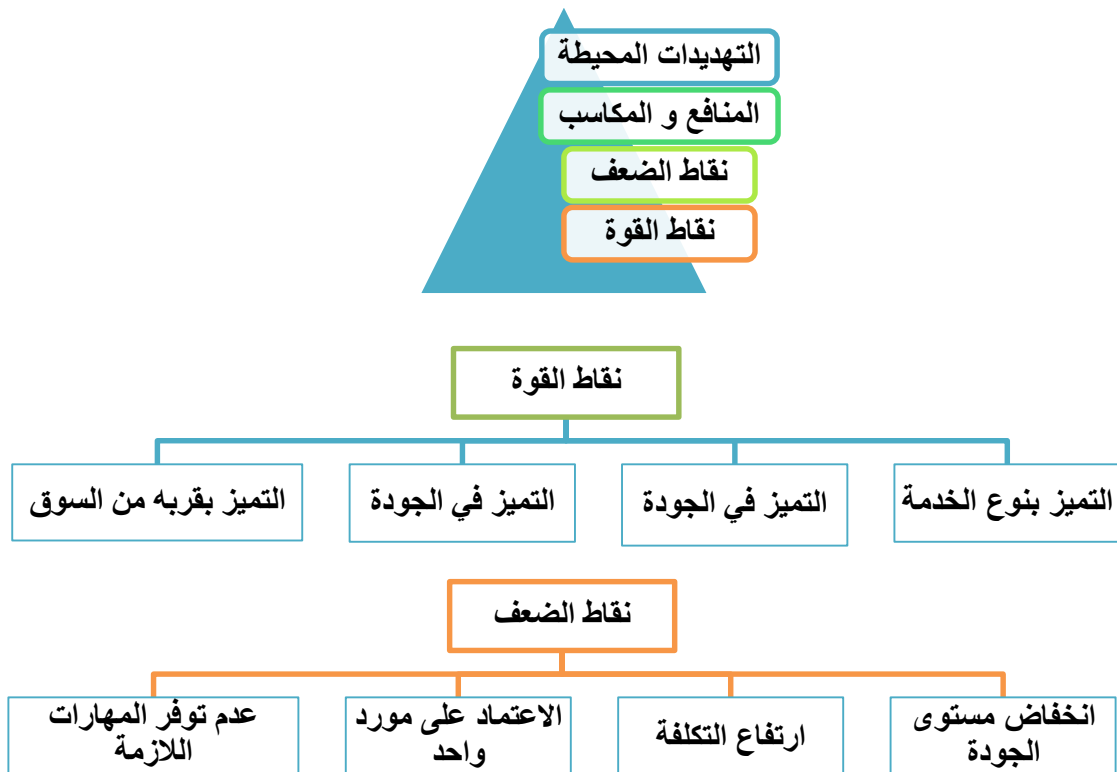 التهديدات المحيطة
المنافع و المكاسب
نقاط الضعف
نقاط القوة
نقاط القوة
التميز بنوع الخدمة
التميز في الجودة
التميز في الجودة
التميز بقربه من السوق
نقاط الضعف
انخفاض مستوى
الجودة
ارتفاع التكلفة
الاعتماد على مورد
واحد
عدم توفر المهارات
اللازمة